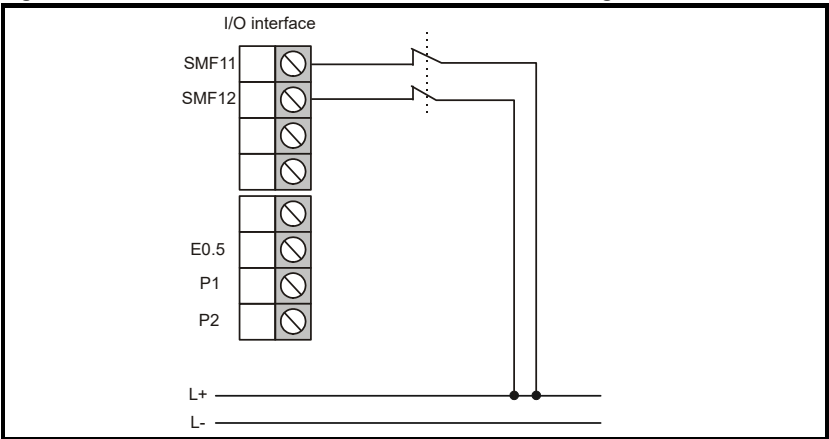 I/O interface
SMF11
SMF12
E0.5
P1
P2
L+
L-